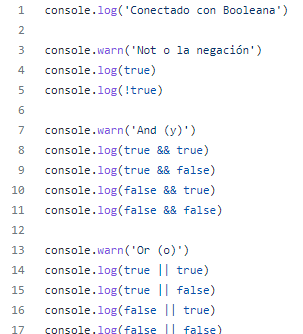 1 console.log('Conectado con Booleana')
2
3 console.warn('Not o la negación')
4 console.log(true)
5 console.log(!true)
6
7 console.warn('And (y)')
8 console.log(true && true)
9 console.log(true && false)
10 console.log(false && true)
11 console.log(false && false)
12
13 console.warn('Or (o)')
14 console.log(true || true)
15 console.log(true || false)
16 console.log(false || true)
17 console.log(false || false)